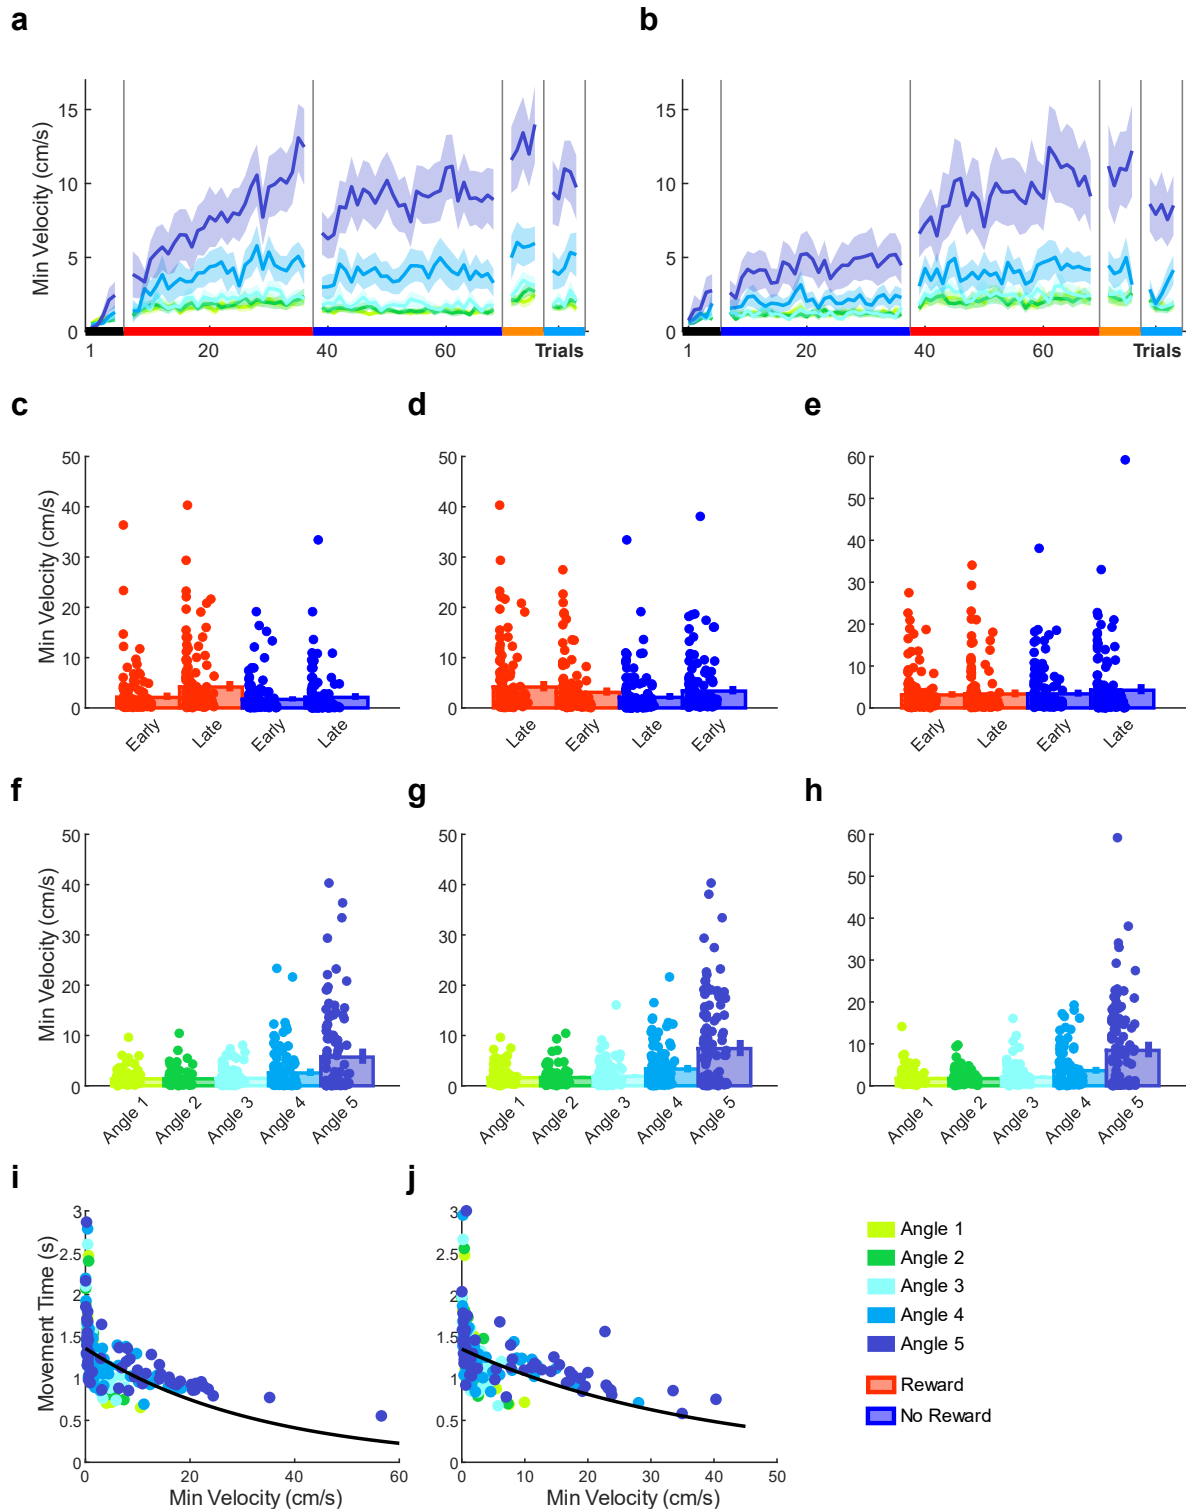 a
b
Min Velocity (cm/s)
15
10
5
0
1
20
40
60
Trials
15
10
5
0
1
20
40
60
Trials
c
d
e
Min Velocity (cm/s)
50
40
30
20
10
0
Early
Late
Early
Late
50
40
30
20
10
0
Late
Early
Late
Early
60
50
40
30
20
10
0
Early
Late
Early
Late
f
g
h
Min Velocity (cm/s)
50
40
30
20
10
0
Angle 1
Angle 2
Angle 3
Angle 4
Angle 5
50
40
30
20
10
0
Angle 1
Angle 2
Angle 3
Angle 4
Angle 5
60
50
40
30
20
10
0
Angle 1
Angle 2
Angle 3
Angle 4
Angle 5
i
j
Movement Time (s)
3
2.5
2
1.5
1
0.5
0
0
20
40
60
Min Velocity (cm/s)
3
2.5
2
1.5
1
0.5
0
0
10
20
30
40
50
Min Velocity (cm/s)
Angle 1
Angle 2
Angle 3
Angle 4
Angle 5
Reward
No Reward